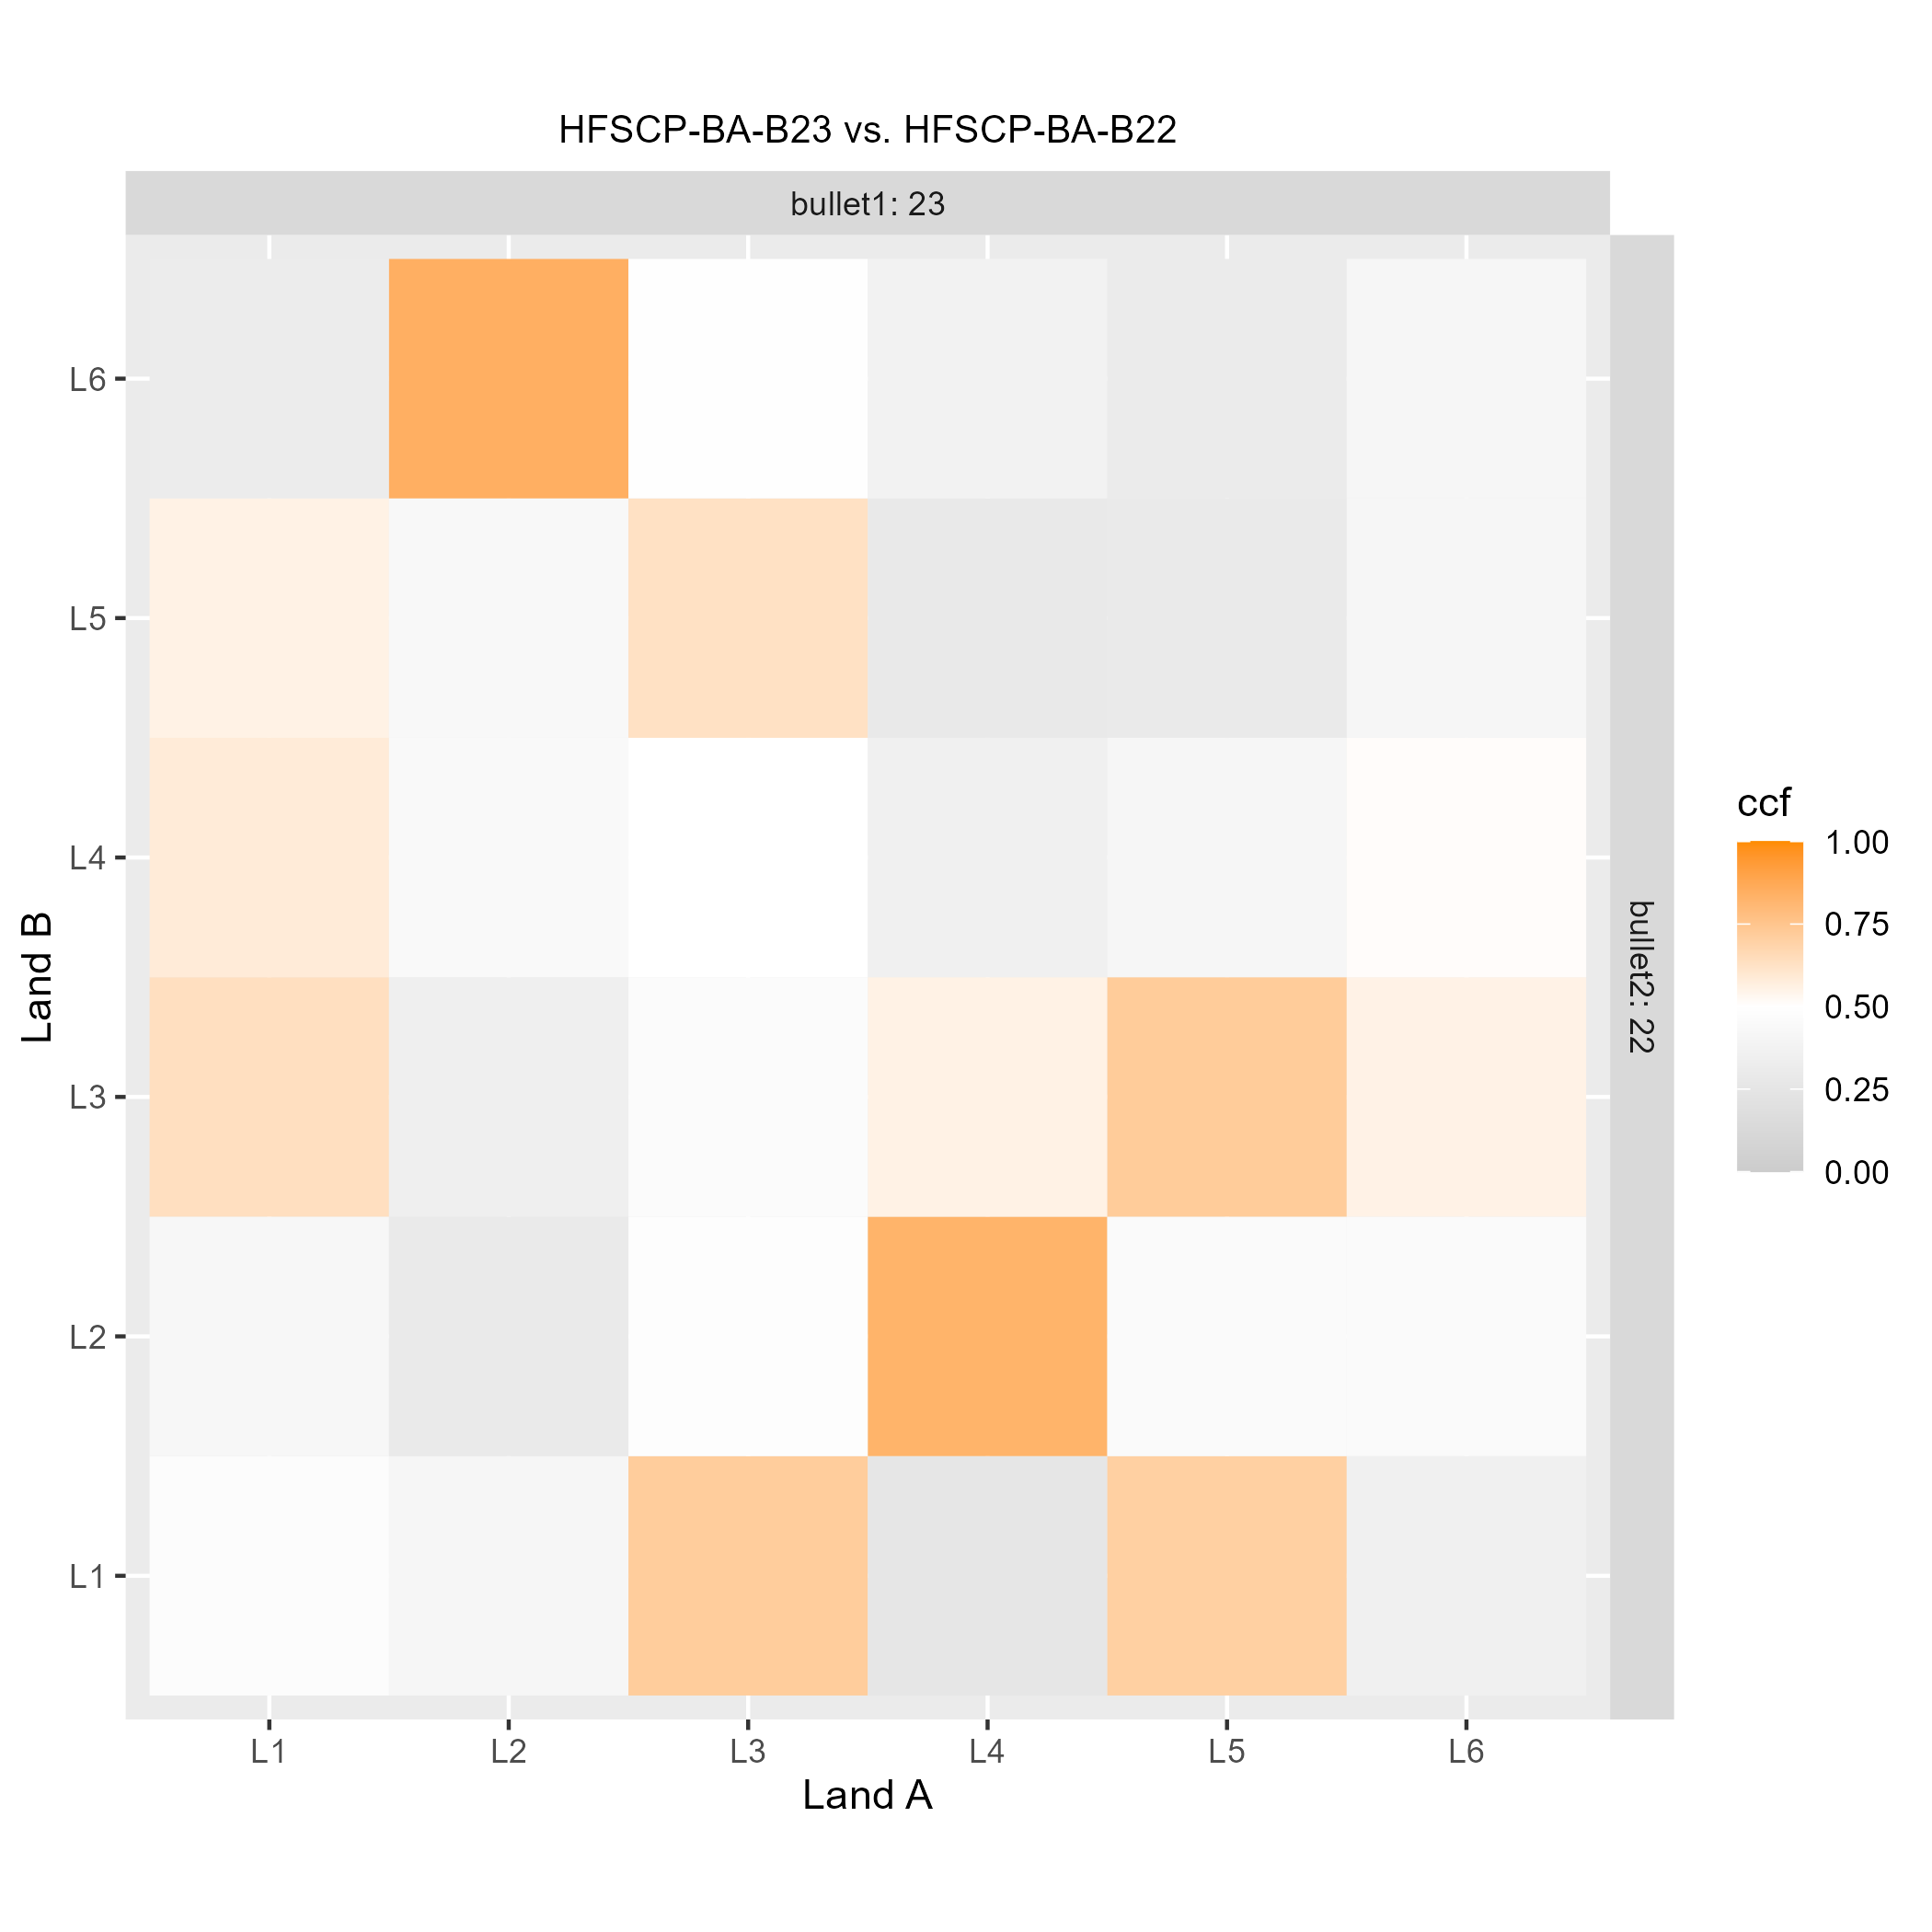 HFSCP-BA-B23 vs. HFSCP-BA-B22
bullet1: 23
L6
L5
L4
L3
L2
L1
Land B
bullet2: 22
L1
L2
L3
L4
L5
L6
Land A
ccf
1.00
0.75
0.50
0.25
0.00